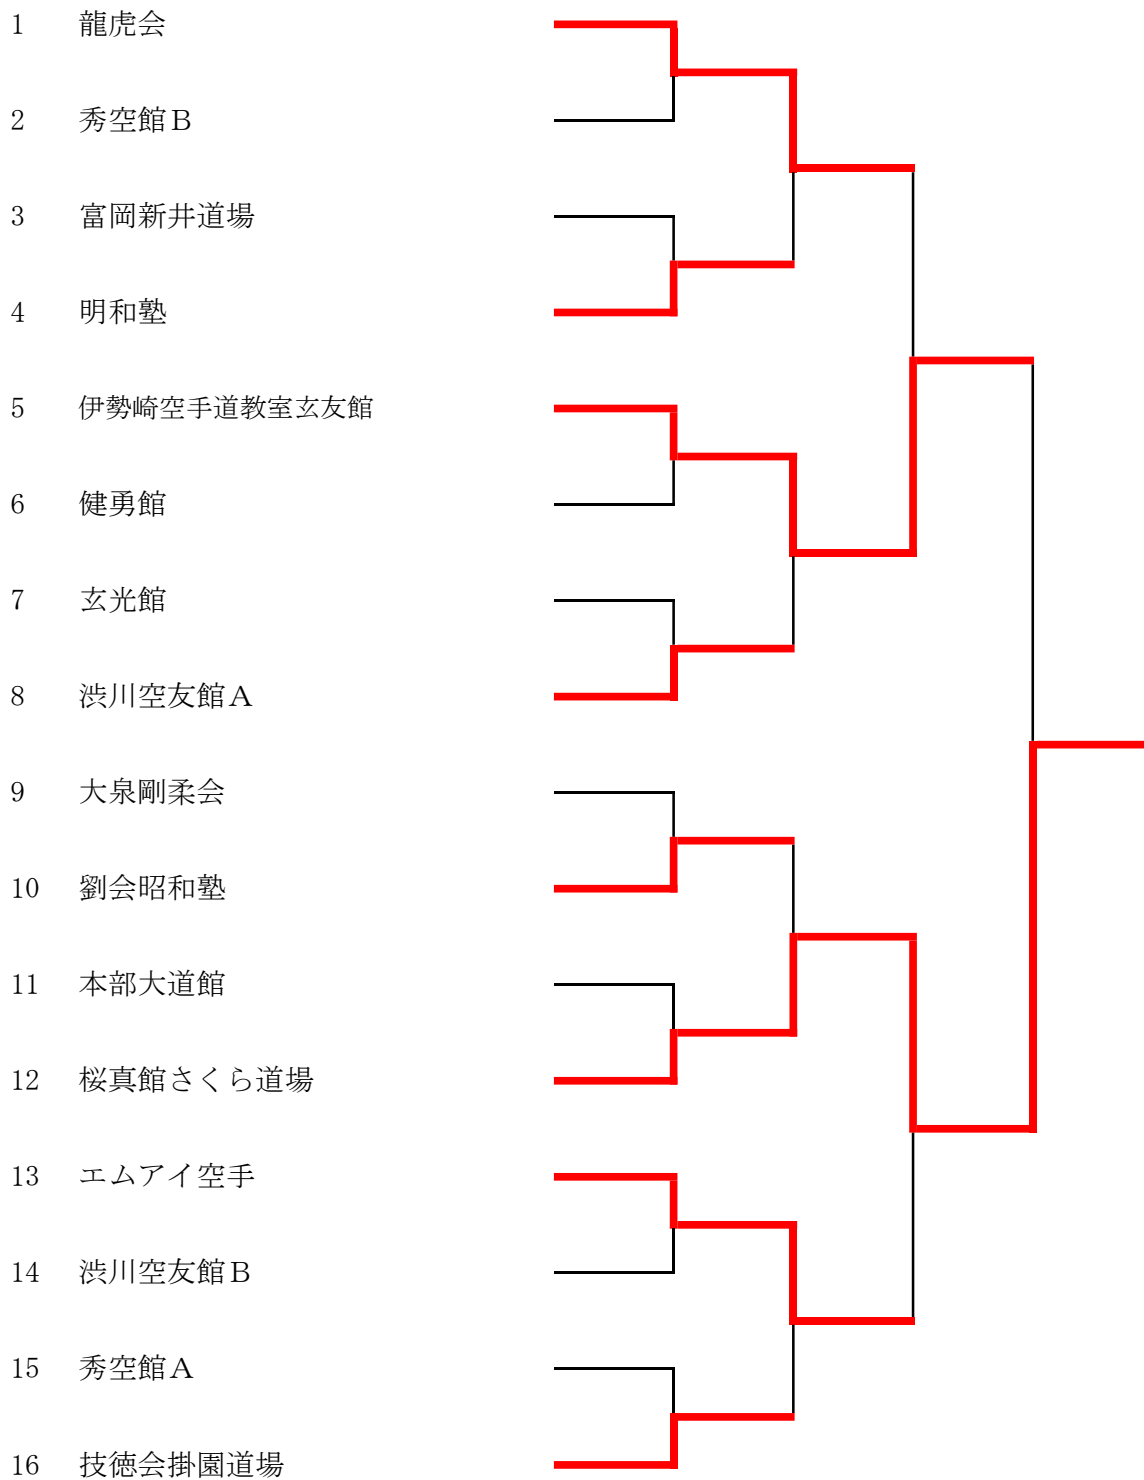 1 龍虎会
2 秀空館Ｂ
3 富岡新井道場
4 明和塾
5 伊勢崎空手道教室玄友館
6 健勇館
7 玄光館
8 渋川空友館Ａ
9 大泉剛柔会
10 劉会昭和塾
11 本部大道館
12 桜真館さくら道場
13 エムアイ空手
14 渋川空友館Ｂ
15 秀空館Ａ
16 技徳会掛園道場